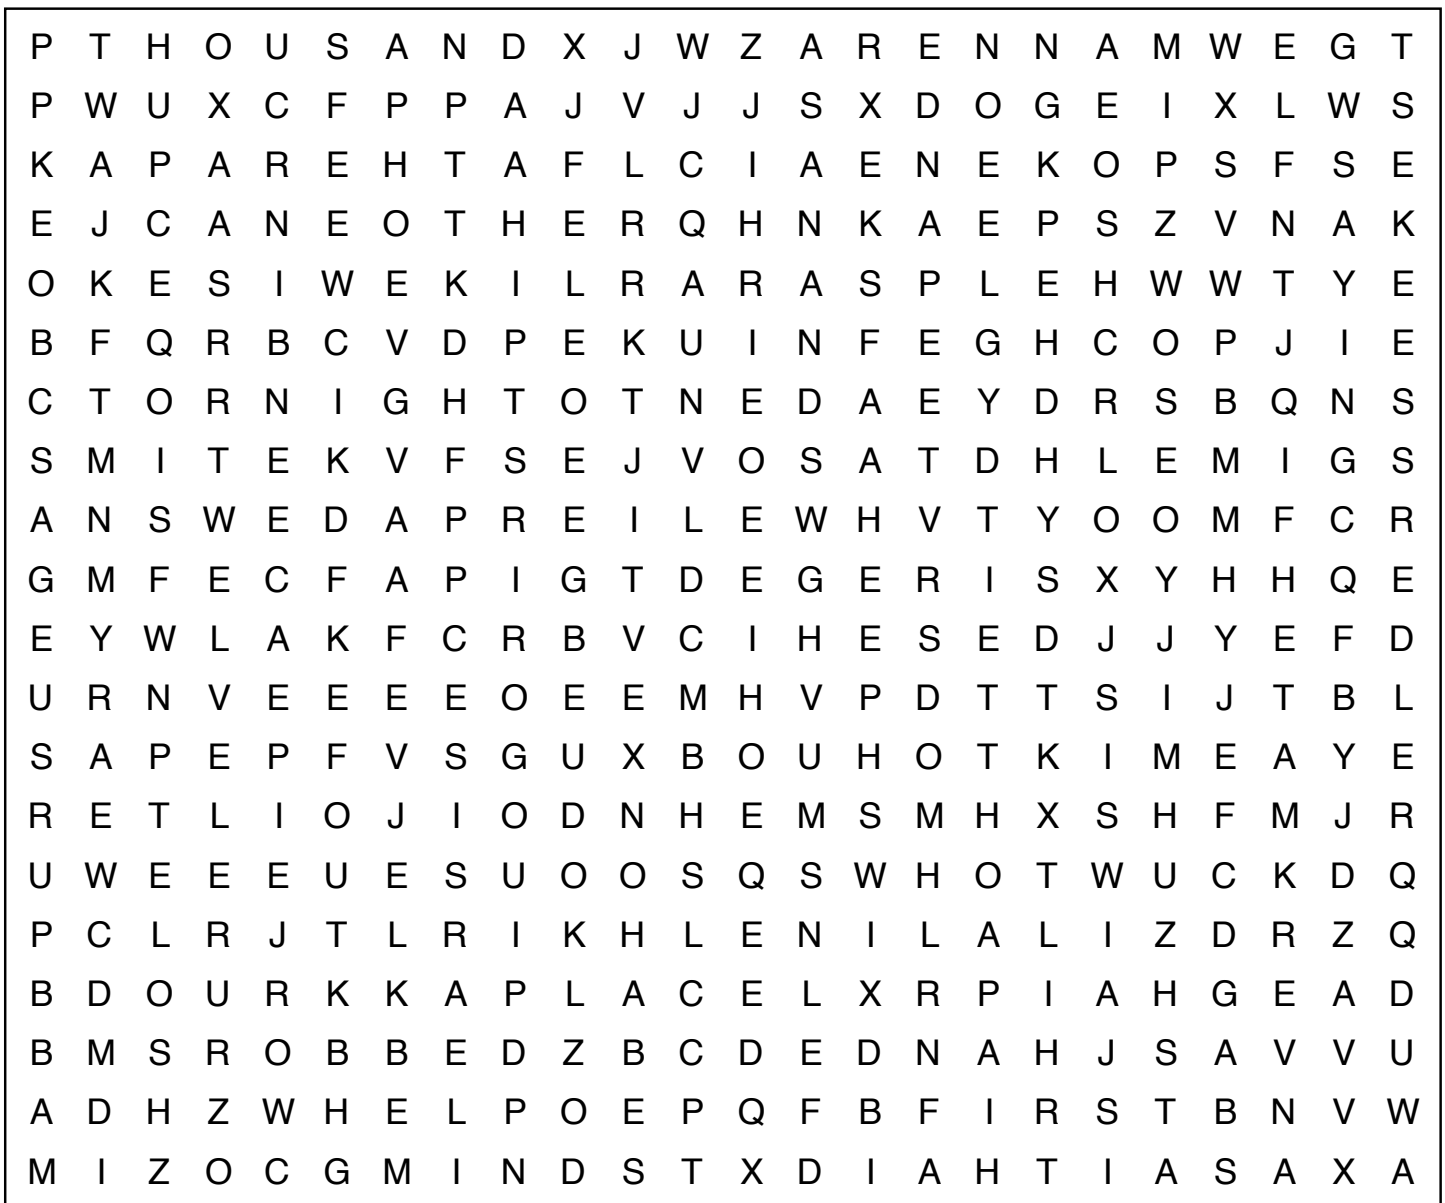 P T H O U S A N D X J W Z A R E N N A M W E G T
P W U X C F P P A J V J J S X D O G E I X L W S
K A P A R E H T A F L C I A E N E K O P S F S E
E J C A N E O T H E R Q H N K A E P S Z V N A K
O K E S I W E K I L R A R A S P L E H W W T Y E
B F Q R B C V D P E K U I N F E G H C O P J I E
C T O R N I G H T O T N E D A E Y D R S B Q N S
S M I T E K V F S E J V O S A T D H L E M I G S
A N S W E D A P R E I L E W H V T Y O O M F C R
G M F E C F A P I G T D E G E R I S X Y H H Q E
E Y W L A K F C R B V C I H E S E D J J Y E F D
U R N V E E E E O E E M H V P D T T S I J T B L
S A P E P F V S G U X B O U H O T K I M E A Y E
R E T L I O J I O D N H E M S M H X S H F M J R
U W E E E U E S U O O S Q S W H O T W U C K D Q
P C L R J T L R I K H L E N I L A L I Z D R Z Q
B D O U R K K A P L A C E L X R P I A H G E A D
B M S R O B B E D Z B C D E D N A H J S A V V U
A D H Z W H E L P O E P Q F B F I R S T B N V W
M I Z O C G M I N D S T X D I A H T I A S A X A